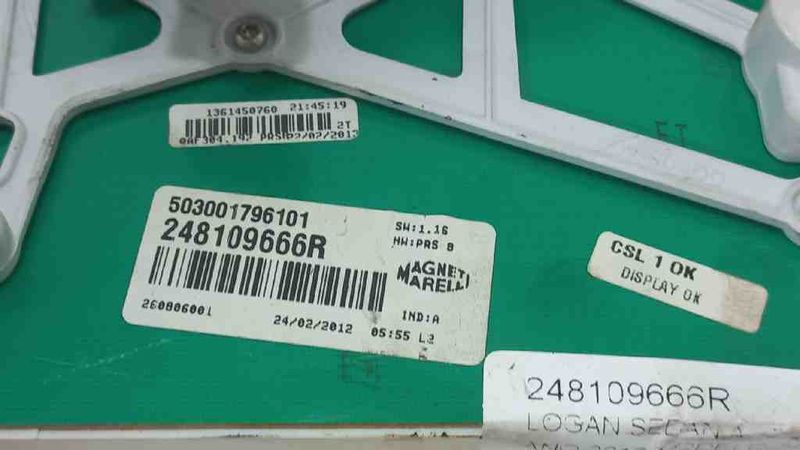 1361450760 21:45:19
2T
503001796101
248109666R
SW:1.16
HW:PRS B
MAGNETI
MARELLI
260806001
IND:A
24/02/2012 05:55 L2
CSL 1 OK
DISPLAY OK
248109666R
LOGAN SEDAN